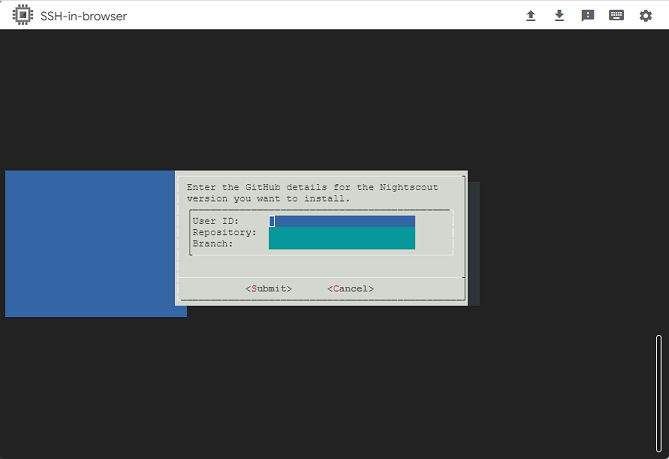 SSH-in-browser
Enter the GitHub details for the Nightscout
version you want to install.
User ID:
Repository:
Branch:
<Submit> <Cancel>